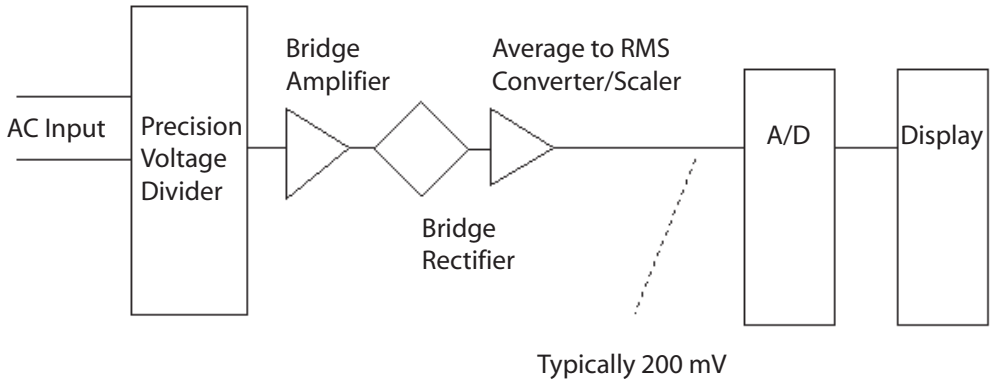 Bridge
Amplifier
Average to RMS
Converter/Scaler
AC Input
Precision
Voltage
Divider
A/D
Display
Bridge
Rectifier
Typically 200 mV